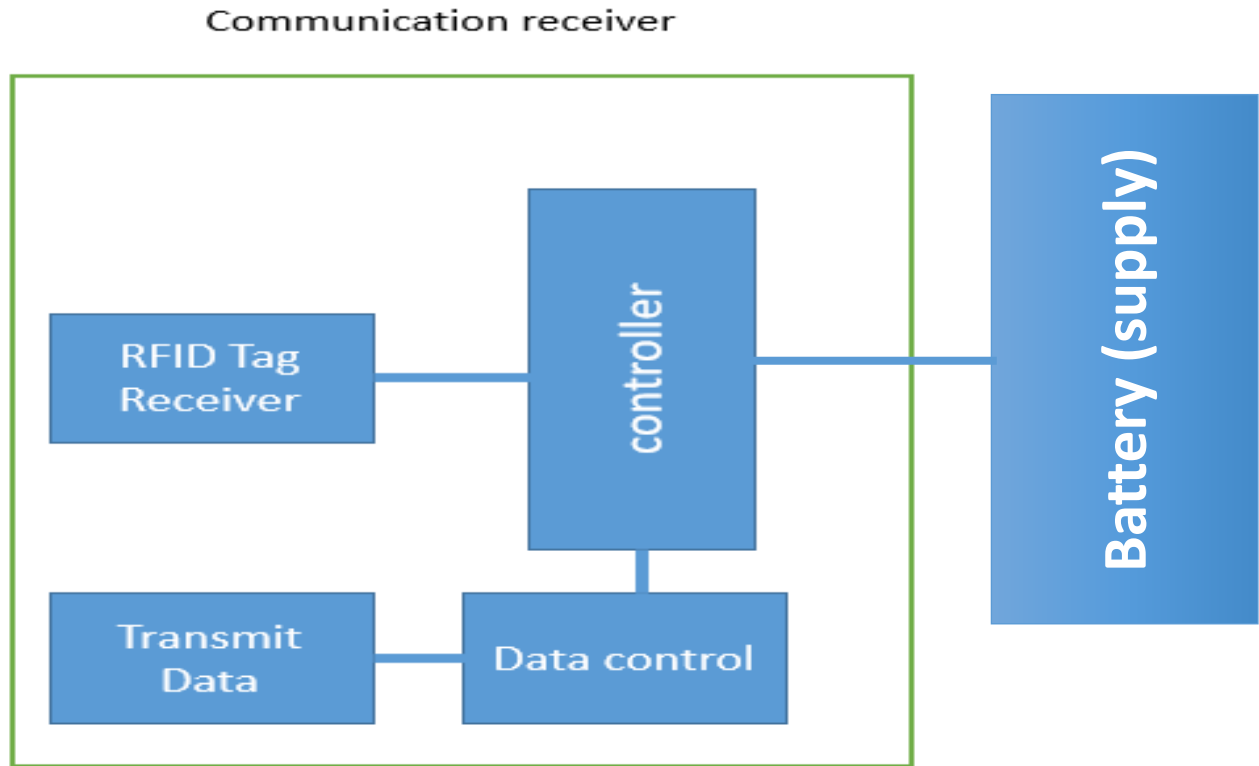 Communication receiver
Battery (supply)
controller
RFID Tag
Receiver
Transmit
Data
Data control